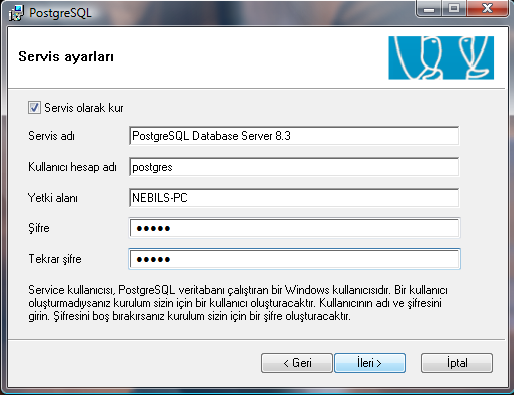 PostgreSQL
Servis ayarları
Servis olarak kur
Servis adı PostgreSQL Database Server 8.3
Kullanıcı hesap adı postgres
Yetki alanı NEBILS-PC
Şifre •••••
Tekrar şifre •••••
Service kullanıcısı, PostgreSQL veritabanı çalıştıran bir Windows kullanıcısıdır. Bir kullanıcı
oluşturmadıysanız kurulum sizin için bir kullanıcı oluşturacaktır. Kullanıcının adı ve şifresini
girin. Şifresini boş bırakırsanız kurulum sizin için bir şifre oluşturacaktır.
< Geri İleri > İptal